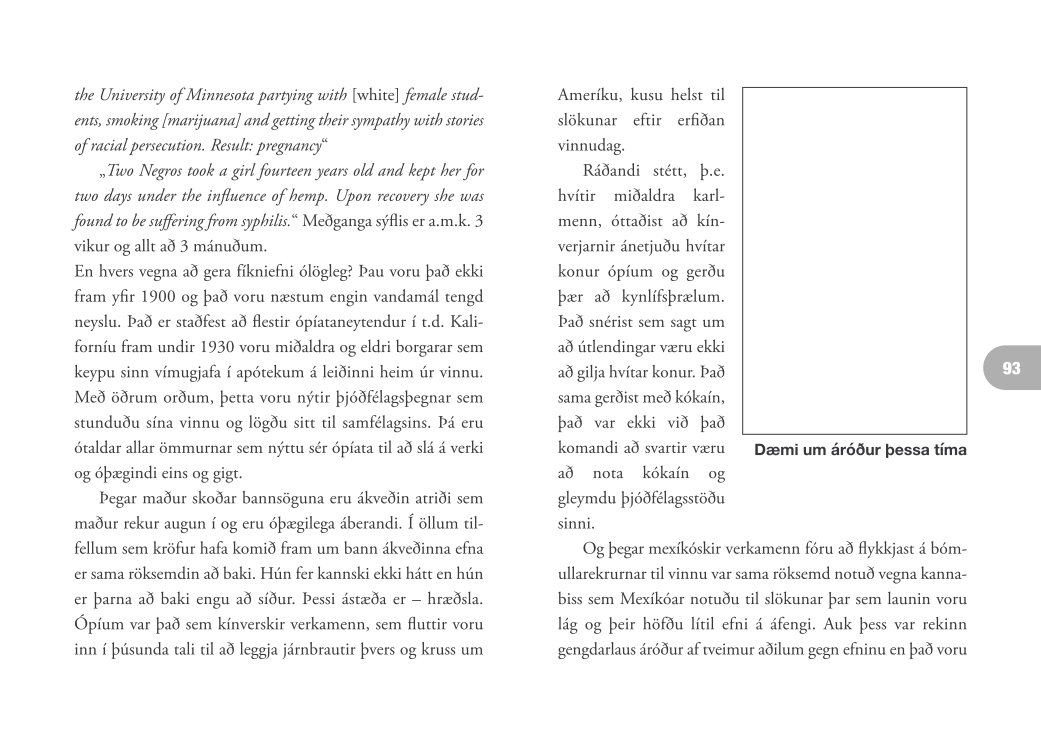 the University of Minnesota partying with [white] female stud-
ents, smoking [marijuana] and getting their sympathy with stories
of racial persecution. Result: pregnancy“
„Two Negros took a girl fourteen years old and kept her for
two days under the influence of hemp. Upon recovery she was
found to be suffering from syphilis.“ Meðganga sýflis er a.m.k. 3
vikur og allt að 3 mánuðum.
En hvers vegna að gera fíkniefni ólögleg? Þau voru það ekki
fram yfir 1900 og það voru næstum engin vandamál tengd
neyslu. Það er staðfest að flestir ópíataneytendur í t.d. Kali-
forníu fram undir 1930 voru miðaldra og eldri borgarar sem
keypu sinn vímugjafa í apótekum á leiðinni heim úr vinnu.
Með öðrum orðum, þetta voru nýtir þjóðfélagsþegnar sem
stunduðu sína vinnu og lögðu sitt til samfélagsins. Þá eru
ótaldar allar ömmurnar sem nýttu sér ópíata til að slá á verki
og óþægindi eins og gigt.
Þegar maður skoðar bannsöguna eru ákveðin atriði sem
maður rekur augun í og eru óþægilega áberandi. Í öllum til-
fellum sem kröfur hafa komið fram um bann ákveðinna efna
er sama röksemdin að baki. Hún fer kannski ekki hátt en hún
er þarna að baki engu að síður. Þessi ástæða er – hræðsla.
Ópíum var það sem kínverskir verkamenn, sem fluttir voru
inn í þúsunda tali til að leggja járnbrautir þvers og kruss um
Ameríku, kusu helst til
slökunar eftir erfiðan
vinnudag.
Ráðandi stétt, þ.e.
hvítir miðaldra karl-
menn, óttaðist að kín-
verjarnir ánetjuðu hvítar
konur ópíum og gerðu
þær að kynlífsþrælum.
Það snérist sem sagt um
að útlendingar væru ekki
að gilja hvítar konur. Það
sama gerðist með kókaín,
það var ekki við það
komandi að svartir væru
að nota kókaín og
gleymdu þjóðfélagsstöðu
sinni.
Dæmi um áróður þessa tíma
Og þegar mexíkóskir verkamenn fóru að flykkjast á bóm-
ullarekrurnar til vinnu var sama röksemd notuð vegna kanna-
biss sem Mexíkóar notuðu til slökunar þar sem launin voru
lág og þeir höfðu lítil efni á áfengi. Auk þess var rekinn
gengdarlaus áróður af tveimur aðilum gegn efninu en það voru
93